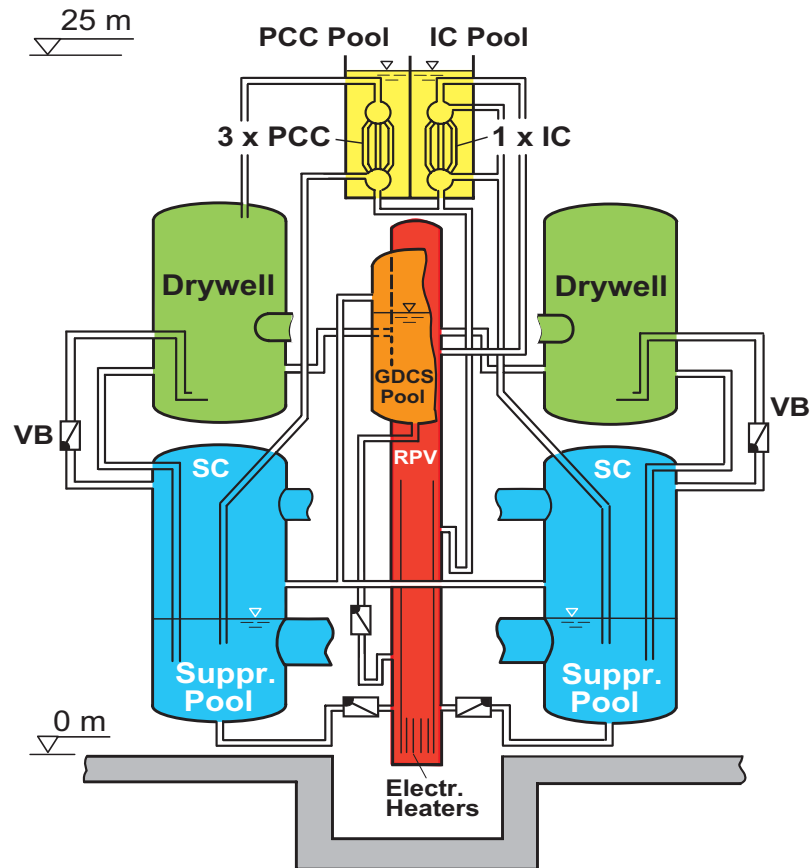 25 m
PCC Pool
IC Pool
3 x PCC
1 x IC
Drywell
Drywell
GDCS
Pool
VB
VB
SC
RPV
SC
Suppr.
Pool
Suppr.
Pool
0 m
Electr.
Heaters